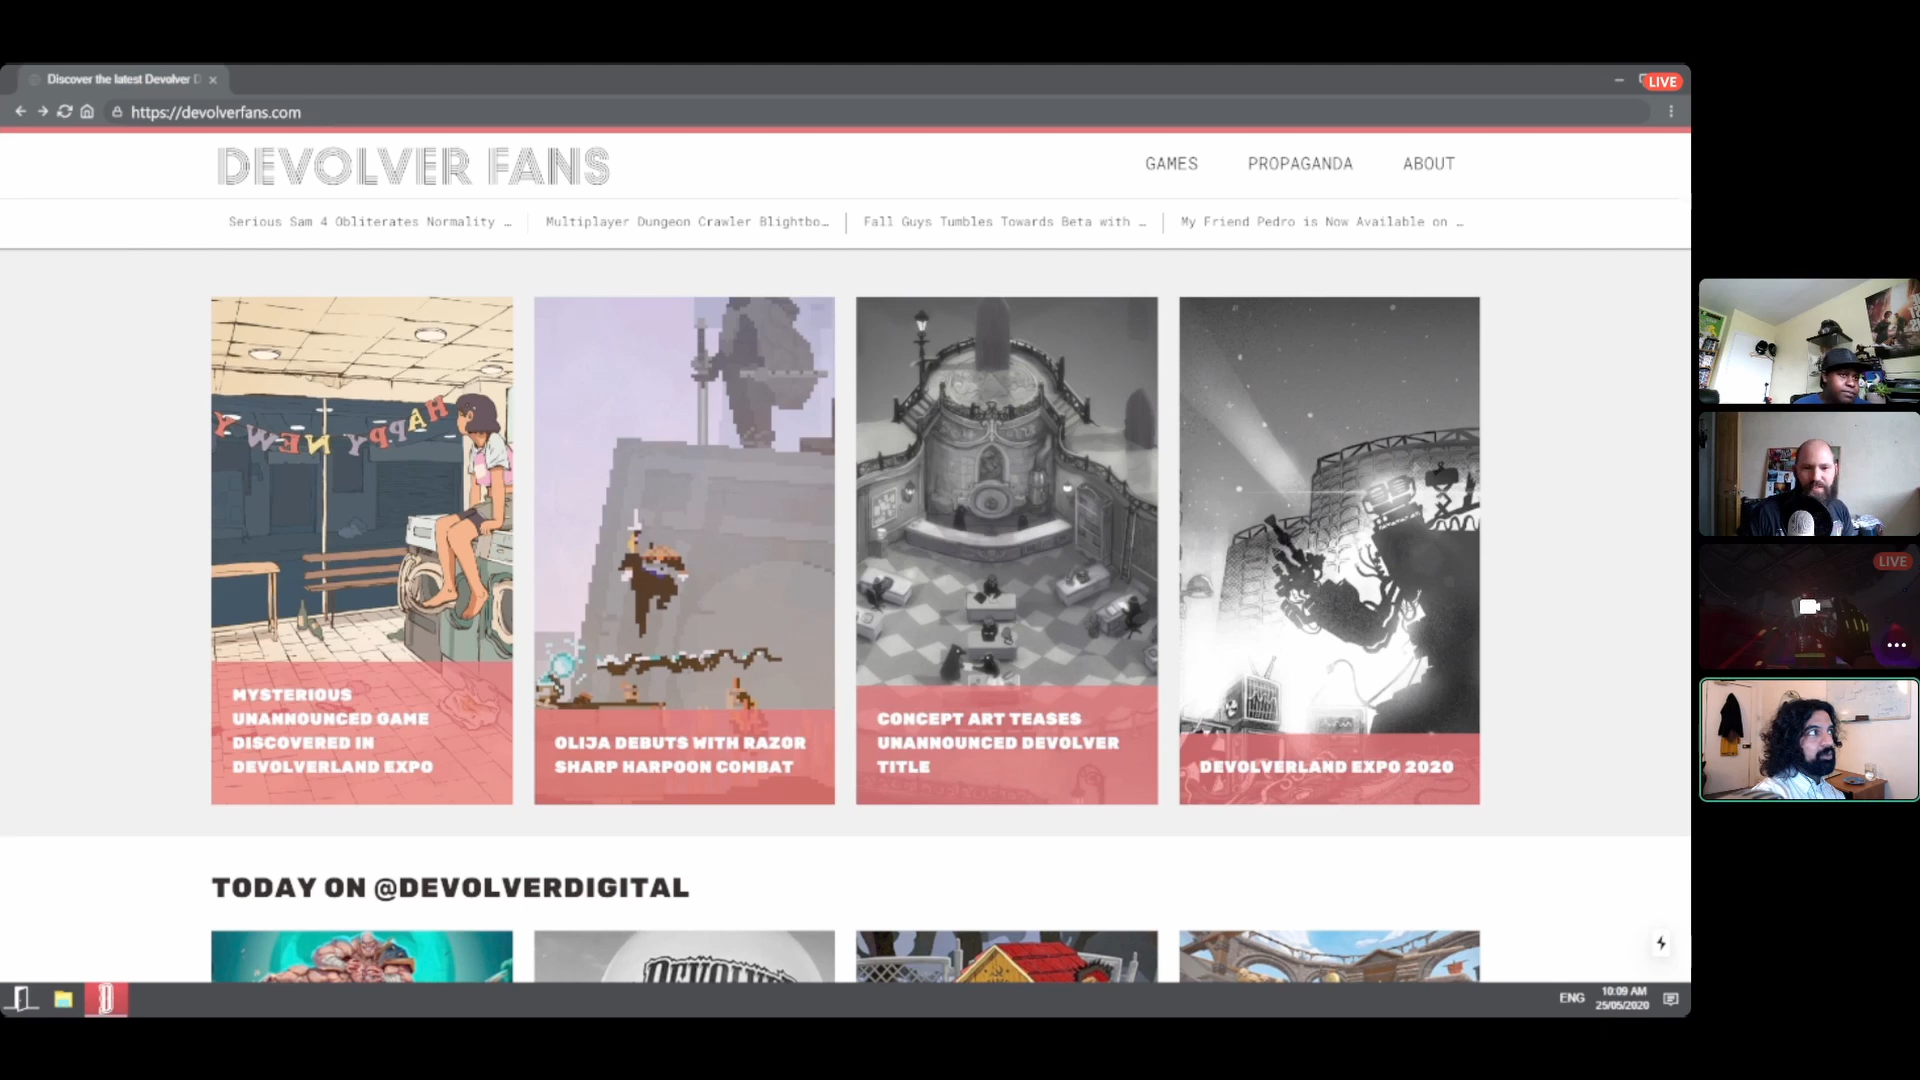 Discover the latest Devolver D
LIVE
https://devolverfans.com
DEVOLVER FANS
GAMES
PROPAGANDA
ABOUT
Serious Sam 4 Obliterates Normality …
Multiplayer Dungeon Crawler Blightbo…
Fall Guys Tumbles Towards Beta with …
My Friend Pedro is Now Available on …
HAPPY NEW Y
MYSTERIOUS
UNANNOUNCED GAME
DISCOVERED IN
DEVOLVERLAND EXPO
OLIJA DEBUTS WITH RAZOR
SHARP HARPOON COMBAT
CONCEPT ART TEASES
UNANNOUNCED DEVOLVER
TITLE
DEVOLVERLAND EXPO 2020
LIVE
TODAY ON @DEVOLVERDIGITAL
ENG
10:09 AM
25/05/2020